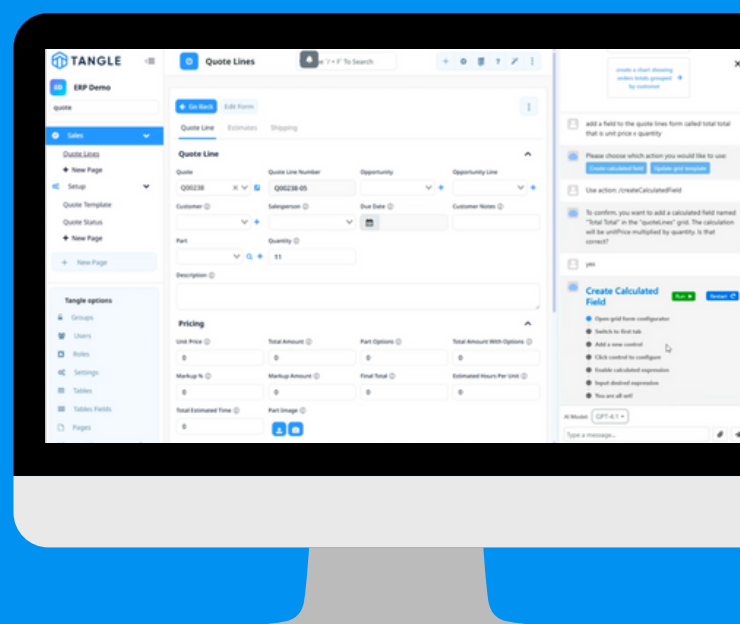 TANGLE
Quote Lines
To Search
ERP Demo
quote
Sales
Quote Lines
New Page
Setup
Quote Template
Quote Status
New Page
New Page
Tangle options
Groups
Users
Roles
Settings
Tables
Tables Fields
Pages
Go Back
Edit Form
Quote Line
Estimates
Shipping
Quote Line
Quote
Quote Line Number
Opportunity
Opportunity Line
Q00238
Q00238-05
Customer
Salesperson
Due Date
Customer Notes
Part
Quantity
51
Description
Pricing
Unit Price
Total Amount
Part Options
Total Amount With Options
0
0
0
0
Markup %
Markup Amount
Final Total
Estimated Hours Per Unit
0
0
0
0
Total Estimated Time
Part Image
0
create a chart showing
orders totals grouped
by customer
add a field to the quote lines form called total total
that is unit price x quantity
Please choose which action you would like to use:
Create calculated field
Update grid template
Use action: /createCalculatedField
To confirm, you want to add a calculated field named
"Total Total" in the "quoteLines" grid. The calculation
will be unitPrice multiplied by quantity. Is that
correct?
yes
Create Calculated
Field
Run
Restart
Open grid form configurator
Switch to first tab
Add a new control
Click control to configure
Enable calculated expression
Input desired expression
You are all set!
AI Model:
GPT-4.1
Type a message...